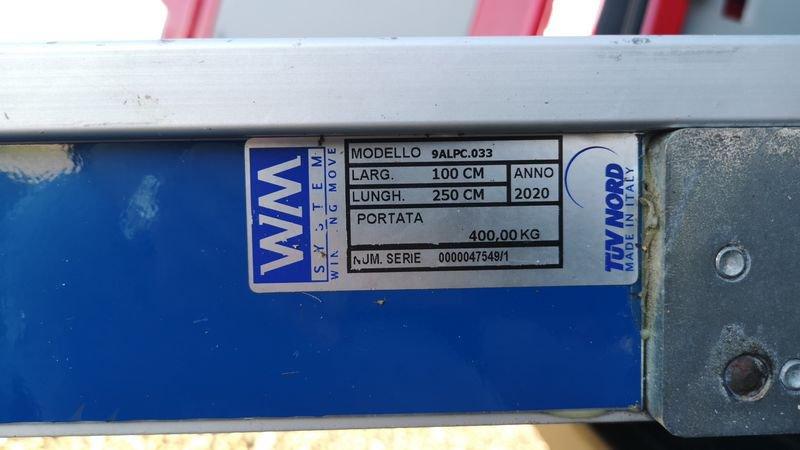 WM
SYSTEM
WINNING MOVE
MODELLO 9ALPC.033
LARG. 100 CM
LUNGH. 250 CM
ANNO
2020
PORTATA
400,00 KG
NUM. SERIE 0000047549/1
TÜV NORD
MADE IN ITALY